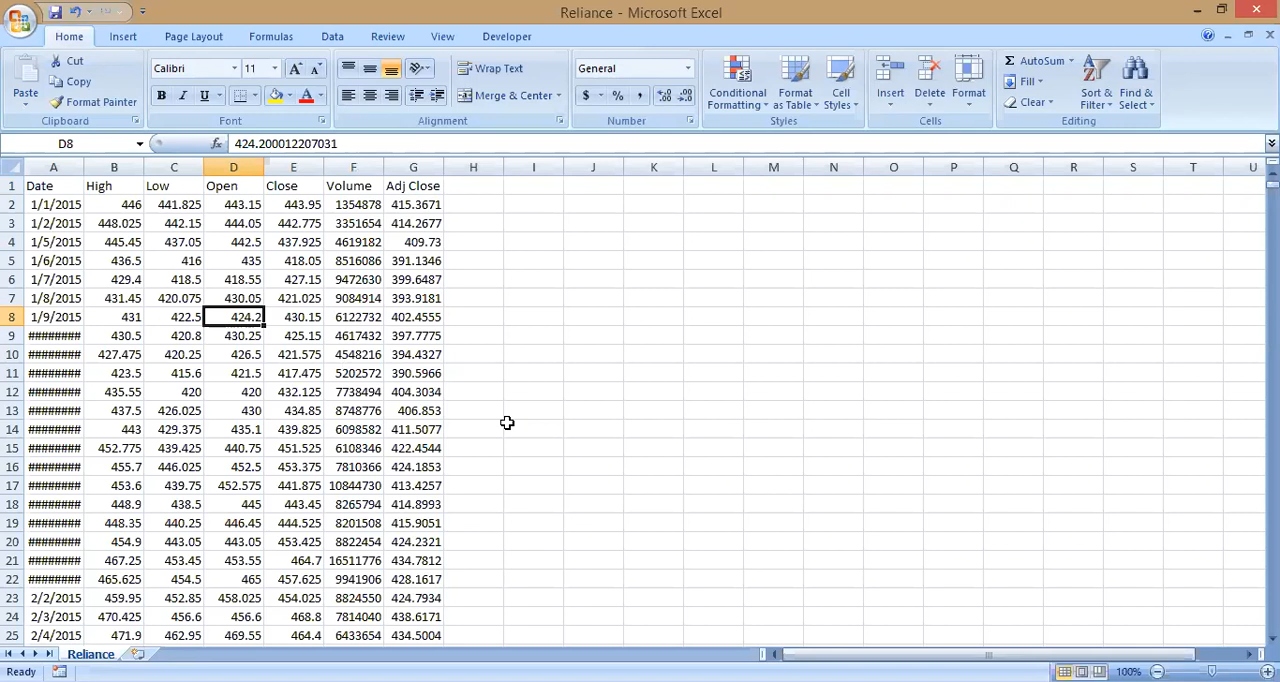 Reliance - Microsoft Excel
Home Insert Page Layout Formulas Data Review View Developer
Paste Cut Copy Format Painter
Calibri 11 A A B I U A
Wrap Text Merge & Center
General $ % , .0 .00 .00 .0
Conditional Formatting Format as Table Cell Styles
Insert Delete Format
Σ AutoSum Fill Clear Sort & Filter Find & Select
Clipboard Font Alignment Number Styles Cells Editing
D8 fx 424.200012207031
A B C D E F G H I J K L M N O P Q R S T U
1 Date High Low Open Close Volume Adj Close
2 1/1/2015 446 441.825 443.15 443.95 1354878 415.3671
3 1/2/2015 448.025 442.15 444.05 442.775 3351654 414.2677
4 1/5/2015 445.45 437.05 442.5 437.925 4619182 409.73
5 1/6/2015 436.5 416 435 418.05 8516086 391.1346
6 1/7/2015 429.4 418.5 418.55 427.15 9472630 399.6487
7 1/8/2015 431.45 420.075 430.05 421.025 9084914 393.9181
8 1/9/2015 431 422.5 424.2 430.15 6122732 402.4555
9 ######## 430.5 420.8 430.25 425.15 4617432 397.7775
10 ######## 427.475 420.25 426.5 421.575 4548216 394.4327
11 ######## 423.5 415.6 421.5 417.475 5202572 390.5966
12 ######## 435.55 420 420 432.125 7738494 404.3034
13 ######## 437.5 426.025 430 434.85 8748776 406.853
14 ######## 443 429.375 435.1 439.825 6098582 411.5077
15 ######## 452.775 439.425 440.75 451.525 6108346 422.4544
16 ######## 455.7 446.025 452.5 453.375 7810366 424.1853
17 ######## 453.6 439.75 452.575 441.875 10844730 413.4257
18 ######## 448.9 438.5 445 443.45 8265794 414.8993
19 ######## 448.35 440.25 446.45 444.525 8201508 415.9051
20 ######## 454.9 443.05 443.05 453.425 8822454 424.2321
21 ######## 467.25 453.45 453.55 464.7 16511776 434.7812
22 ######## 465.625 454.5 465 457.625 9941906 428.1617
23 2/2/2015 459.95 452.85 458.025 454.025 8824550 424.7934
24 2/3/2015 470.425 456.6 456.6 468.8 7814040 438.6171
25 2/4/2015 471.9 462.95 469.55 464.4 6433654 434.5004
Reliance
Ready 100%